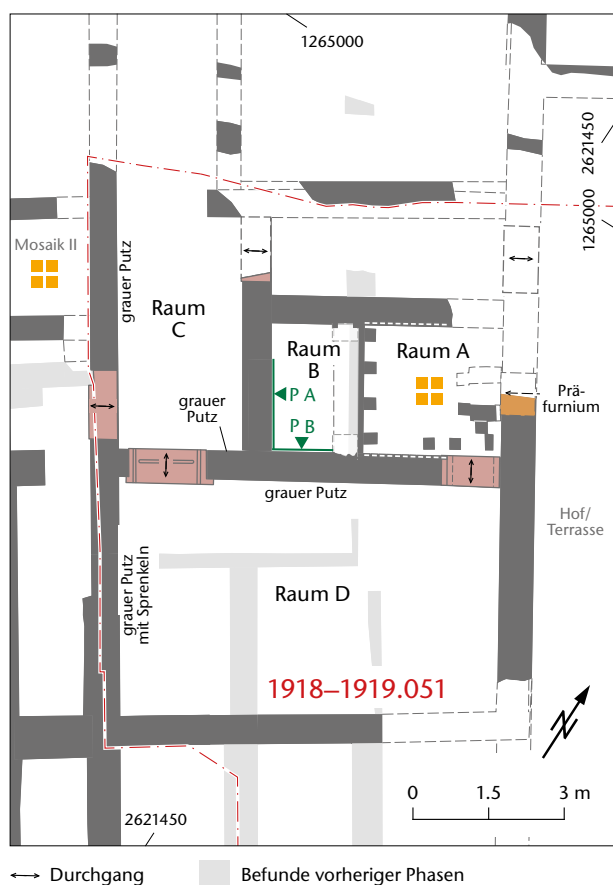 1265000
2621450
1265000
Mosaik II
grauer Putz
Raum
C
Raum
B
Raum A
P A
P B
grauer
Putz
Prä-
furnium
grauer Putz
Hof/
Terrasse
grauer Putz
mit Sprenkeln
Raum D
1918–1919.051
N
0 1.5 3 m
2621450
Durchgang
Befunde vorheriger Phasen